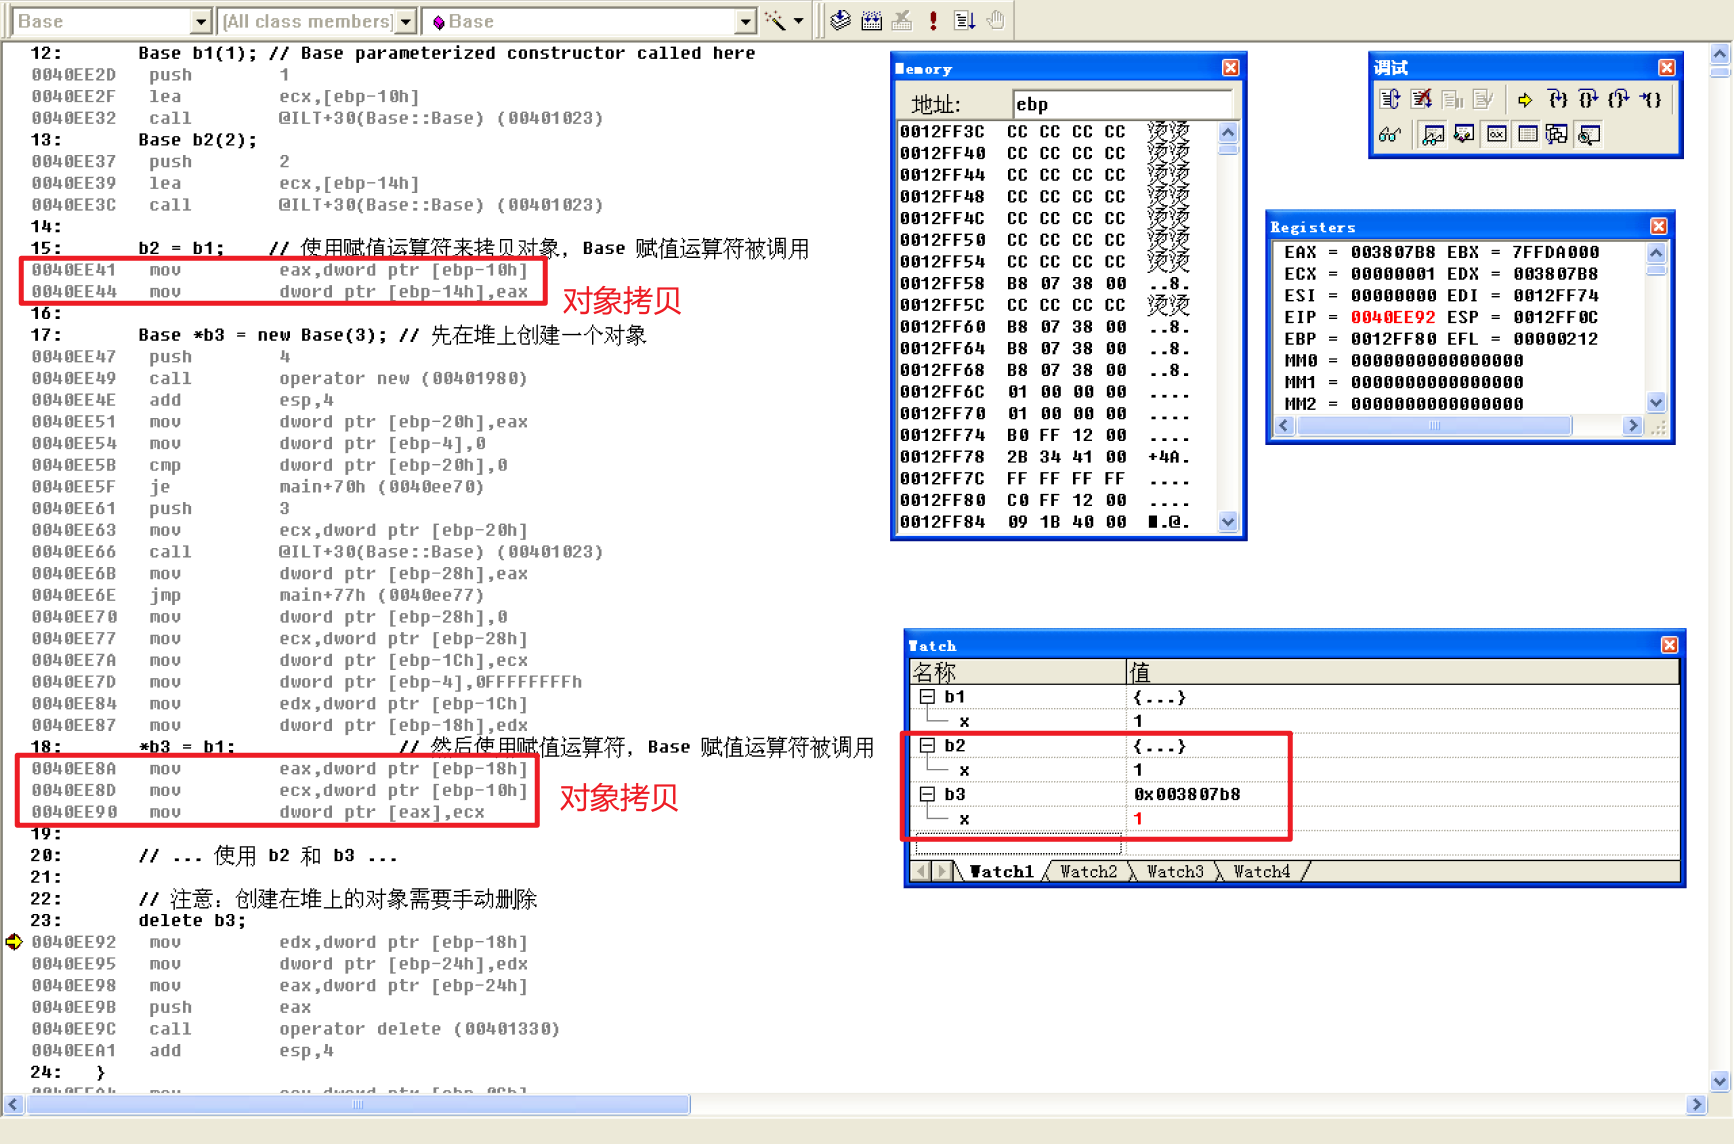 Base [All class members] Base
12: Base b1(1); // Base parameterized constructor called here
0040EE2D push 1
0040EE2F lea ecx,[ebp-10h]
0040EE32 call @ILT+30(Base::Base) (00401023)
13: Base b2(2);
0040EE37 push 2
0040EE39 lea ecx,[ebp-14h]
0040EE3C call @ILT+30(Base::Base) (00401023)
14:
15: b2 = b1; // 使用赋值运算符来拷贝对象，Base 赋值运算符被调用
0040EE41 mov eax,dword ptr [ebp-10h]
0040EE44 mov dword ptr [ebp-14h],eax
对象拷贝
16:
17: Base *b3 = new Base(3); // 先在堆上创建一个对象
0040EE47 push 4
0040EE49 call operator new (00401980)
0040EE4E add esp,4
0040EE51 mov dword ptr [ebp-20h],eax
0040EE54 mov dword ptr [ebp-4],0
0040EE5B cmp dword ptr [ebp-20h],0
0040EE5F je main+70h (0040ee70)
0040EE61 push 3
0040EE63 mov ecx,dword ptr [ebp-20h]
0040EE66 call @ILT+30(Base::Base) (00401023)
0040EE6B mov dword ptr [ebp-28h],eax
0040EE6E jmp main+77h (0040ee77)
0040EE70 mov dword ptr [ebp-28h],0
0040EE77 mov ecx,dword ptr [ebp-28h]
0040EE7A mov dword ptr [ebp-1Ch],ecx
0040EE7D mov dword ptr [ebp-4],0FFFFFFFFh
0040EE84 mov edx,dword ptr [ebp-1Ch]
0040EE87 mov dword ptr [ebp-18h],edx
18: *b3 = b1; // 然后使用赋值运算符，Base 赋值运算符被调用
0040EE8A mov eax,dword ptr [ebp-18h]
0040EE8D mov ecx,dword ptr [ebp-10h]
0040EE90 mov dword ptr [eax],ecx
对象拷贝
19:
20: // ... 使用 b2 和 b3 ...
21:
22: // 注意：创建在堆上的对象需要手动删除
23: delete b3;
0040EE92 mov edx,dword ptr [ebp-18h]
0040EE95 mov dword ptr [ebp-24h],edx
0040EE98 mov eax,dword ptr [ebp-24h]
0040EE9B push eax
0040EE9C call operator delete (00401330)
0040EEA1 add esp,4
24: }
Memory
地址: ebp
0012FF3C CC CC CC CC 烫烫
0012FF40 CC CC CC CC 烫烫
0012FF44 CC CC CC CC 烫烫
0012FF48 CC CC CC CC 烫烫
0012FF4C CC CC CC CC 烫烫
0012FF50 CC CC CC CC 烫烫
0012FF54 CC CC CC CC 烫烫
0012FF58 B8 07 38 00 ..8.
0012FF5C CC CC CC CC 烫烫
0012FF60 B8 07 38 00 ..8.
0012FF64 B8 07 38 00 ..8.
0012FF68 B8 07 38 00 ..8.
0012FF6C 01 00 00 00 ....
0012FF70 01 00 00 00 ....
0012FF74 B0 FF 12 00 ....
0012FF78 2B 34 41 00 +4A.
0012FF7C FF FF FF FF ....
0012FF80 C0 FF 12 00 ....
0012FF84 09 1B 40 00 ■.@.
调试
Registers
EAX = 003807B8 EBX = 7FFDA000
ECX = 00000001 EDX = 003807B8
ESI = 00000000 EDI = 0012FF74
EIP = 0040EE92 ESP = 0012FF0C
EBP = 0012FF80 EFL = 00000212
MM0 = 0000000000000000
MM1 = 0000000000000000
MM2 = 0000000000000000
Watch
名称 值
b1 {...}
x 1
b2 {...}
x 1
b3 0x003807b8
x 1
Watch1 Watch2 Watch3 Watch4